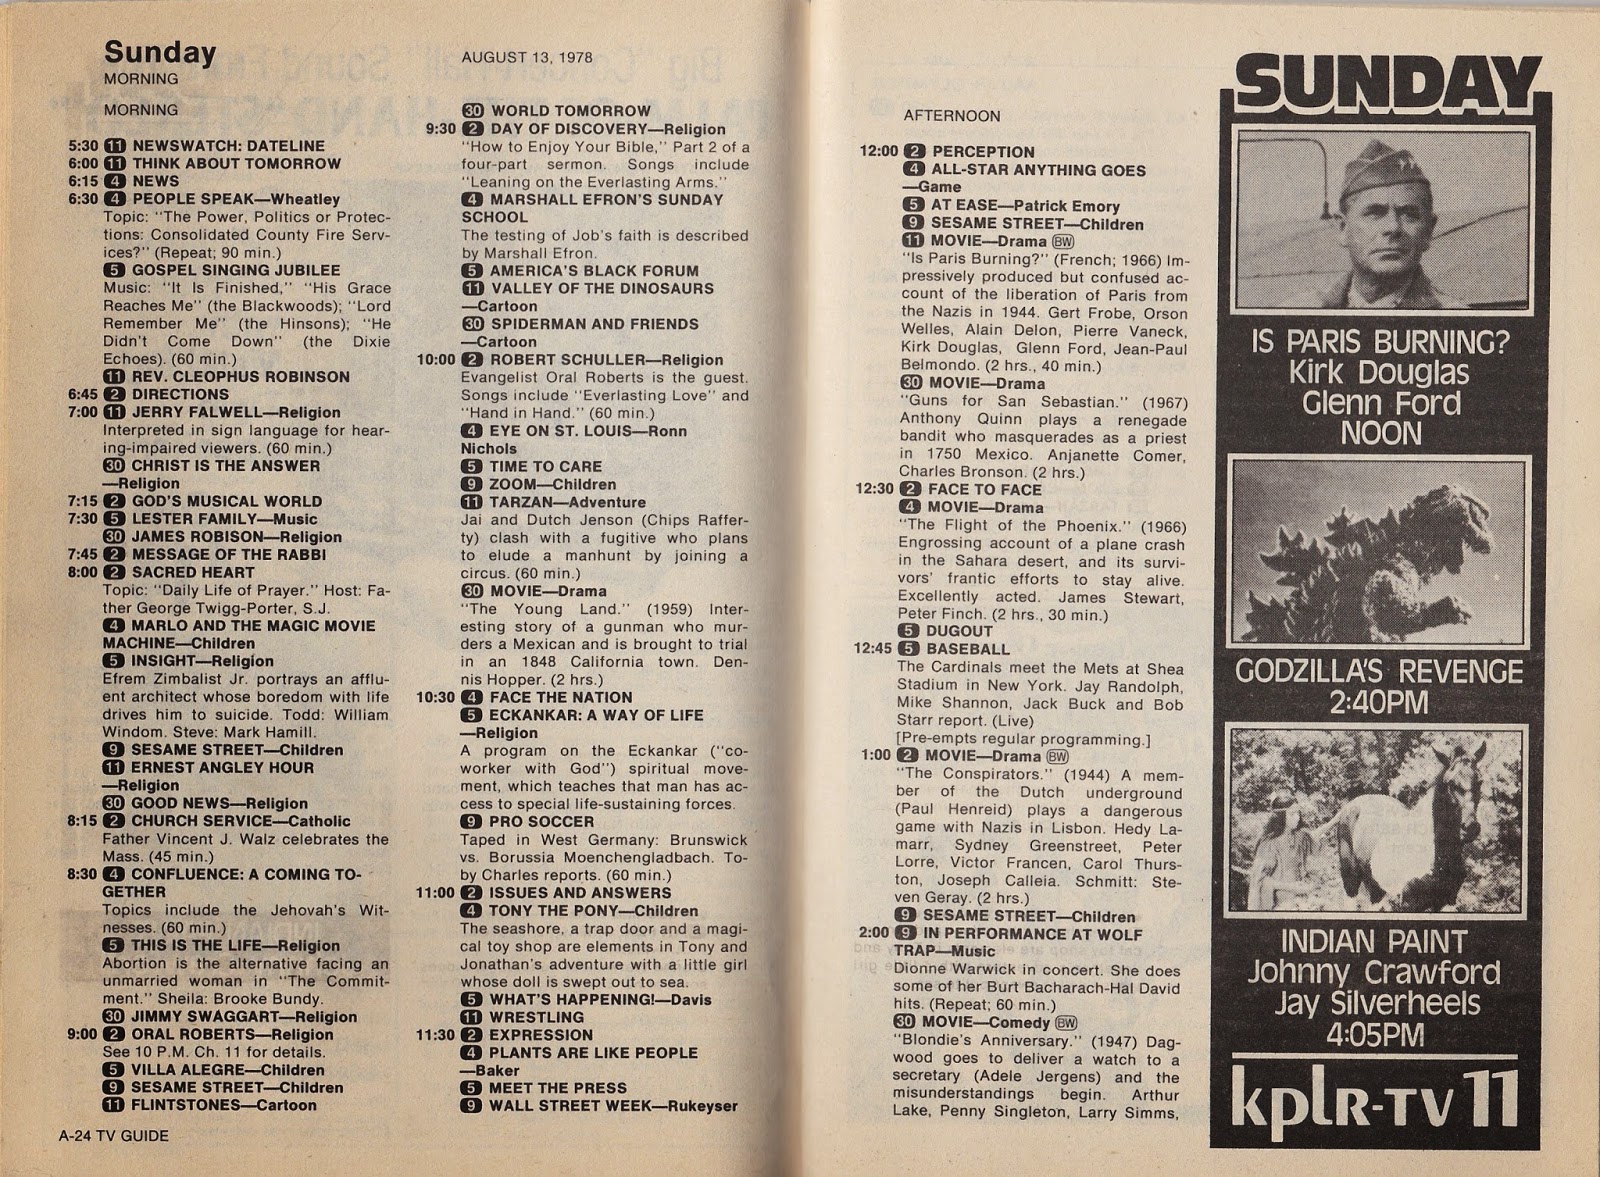 Sunday
MORNING
AUGUST 13, 1978
MORNING
5:30 11 NEWSWATCH: DATELINE
6:00 11 THINK ABOUT TOMORROW
6:15 4 NEWS
6:30 4 PEOPLE SPEAK—Wheatley
Topic: "The Power, Politics or Protec-
tions: Consolidated County Fire Serv-
ices?" (Repeat; 90 min.)
5 GOSPEL SINGING JUBILEE
Music: "It Is Finished," "His Grace
Reaches Me" (the Blackwoods); "Lord
Remember Me" (the Hinsons); "He
Didn't Come Down" (the Dixie
Echoes). (60 min.)
11 REV. CLEOPHUS ROBINSON
6:45 2 DIRECTIONS
7:00 11 JERRY FALWELL—Religion
Interpreted in sign language for hear-
ing-impaired viewers. (60 min.)
30 CHRIST IS THE ANSWER
—Religion
7:15 2 GOD'S MUSICAL WORLD
7:30 5 LESTER FAMILY—Music
30 JAMES ROBISON—Religion
7:45 2 MESSAGE OF THE RABBI
8:00 2 SACRED HEART
Topic: "Daily Life of Prayer." Host: Fa-
ther George Twigg-Porter, S.J.
4 MARLO AND THE MAGIC MOVIE
MACHINE—Children
5 INSIGHT—Religion
Efrem Zimbalist Jr. portrays an afflu-
ent architect whose boredom with life
drives him to suicide. Todd: William
Windom. Steve: Mark Hamill.
9 SESAME STREET—Children
11 ERNEST ANGLEY HOUR
—Religion
30 GOOD NEWS—Religion
8:15 2 CHURCH SERVICE—Catholic
Father Vincent J. Walz celebrates the
Mass. (45 min.)
8:30 4 CONFLUENCE: A COMING TO-
GETHER
Topics include the Jehovah's Wit-
nesses. (60 min.)
5 THIS IS THE LIFE—Religion
Abortion is the alternative facing an
unmarried woman in "The Commit-
ment." Sheila: Brooke Bundy.
30 JIMMY SWAGGART—Religion
9:00 2 ORAL ROBERTS—Religion
See 10 P.M. Ch. 11 for details.
5 VILLA ALEGRE—Children
9 SESAME STREET—Children
11 FLINTSTONES—Cartoon
A-24 TV GUIDE
30 WORLD TOMORROW
9:30 2 DAY OF DISCOVERY—Religion
"How to Enjoy Your Bible," Part 2 of a
four-part sermon. Songs include
"Leaning on the Everlasting Arms."
4 MARSHALL EFRON'S SUNDAY
SCHOOL
The testing of Job's faith is described
by Marshall Efron.
5 AMERICA'S BLACK FORUM
11 VALLEY OF THE DINOSAURS
—Cartoon
30 SPIDERMAN AND FRIENDS
—Cartoon
10:00 2 ROBERT SCHULLER—Religion
Evangelist Oral Roberts is the guest.
Songs include "Everlasting Love" and
"Hand in Hand." (60 min.)
4 EYE ON ST. LOUIS—Ronn
Nichols
5 TIME TO CARE
9 ZOOM—Children
11 TARZAN—Adventure
Jai and Dutch Jenson (Chips Raffer-
ty) clash with a fugitive who plans
to elude a manhunt by joining a
circus. (60 min.)
30 MOVIE—Drama
"The Young Land." (1959) Inter-
esting story of a gunman who mur-
ders a Mexican and is brought to trial
in an 1848 California town. Den-
nis Hopper. (2 hrs.)
10:30 4 FACE THE NATION
5 ECKANKAR: A WAY OF LIFE
—Religion
A program on the Eckankar ("co-
worker with God") spiritual move-
ment, which teaches that man has ac-
cess to special life-sustaining forces.
9 PRO SOCCER
Taped in West Germany: Brunswick
vs. Borussia Moenchengladbach. To-
by Charles reports. (60 min.)
11:00 2 ISSUES AND ANSWERS
4 TONY THE PONY—Children
The seashore, a trap door and a magi-
cal toy shop are elements in Tony and
Jonathan's adventure with a little girl
whose doll is swept out to sea.
5 WHAT'S HAPPENING!—Davis
11 WRESTLING
11:30 2 EXPRESSION
4 PLANTS ARE LIKE PEOPLE
—Baker
5 MEET THE PRESS
9 WALL STREET WEEK—Rukeyser
AFTERNOON
12:00 2 PERCEPTION
4 ALL-STAR ANYTHING GOES
—Game
5 AT EASE—Patrick Emory
9 SESAME STREET—Children
11 MOVIE—Drama BW
"Is Paris Burning?" (French; 1966) Im-
pressively produced but confused ac-
count of the liberation of Paris from
the Nazis in 1944. Gert Frobe, Orson
Welles, Alain Delon, Pierre Vaneck,
Kirk Douglas, Glenn Ford, Jean-Paul
Belmondo. (2 hrs., 40 min.)
30 MOVIE—Drama
"Guns for San Sebastian." (1967)
Anthony Quinn plays a renegade
bandit who masquerades as a priest
in 1750 Mexico. Anjanette Comer,
Charles Bronson. (2 hrs.)
12:30 2 FACE TO FACE
4 MOVIE—Drama
"The Flight of the Phoenix." (1966)
Engrossing account of a plane crash
in the Sahara desert, and its survi-
vors' frantic efforts to stay alive.
Excellently acted. James Stewart,
Peter Finch. (2 hrs., 30 min.)
5 DUGOUT
12:45 5 BASEBALL
The Cardinals meet the Mets at Shea
Stadium in New York. Jay Randolph,
Mike Shannon, Jack Buck and Bob
Starr report. (Live)
[Pre-empts regular programming.]
1:00 2 MOVIE—Drama BW
"The Conspirators." (1944) A mem-
ber of the Dutch underground
(Paul Henreid) plays a dangerous
game with Nazis in Lisbon. Hedy La-
marr, Sydney Greenstreet, Peter
Lorre, Victor Francen, Carol Thurs-
ton, Joseph Calleia. Schmitt: Ste-
ven Geray. (2 hrs.)
9 SESAME STREET—Children
2:00 9 IN PERFORMANCE AT WOLF
TRAP—Music
Dionne Warwick in concert. She does
some of her Burt Bacharach-Hal David
hits. (Repeat; 60 min.)
30 MOVIE—Comedy BW
"Blondie's Anniversary." (1947) Dag-
wood goes to deliver a watch to a
secretary (Adele Jergens) and the
misunderstandings begin. Arthur
Lake, Penny Singleton, Larry Simms,
SUNDAY
IS PARIS BURNING?
Kirk Douglas
Glenn Ford
NOON
GODZILLA'S REVENGE
2:40PM
INDIAN PAINT
Johnny Crawford
Jay Silverheels
4:05PM
kplr-TV 11